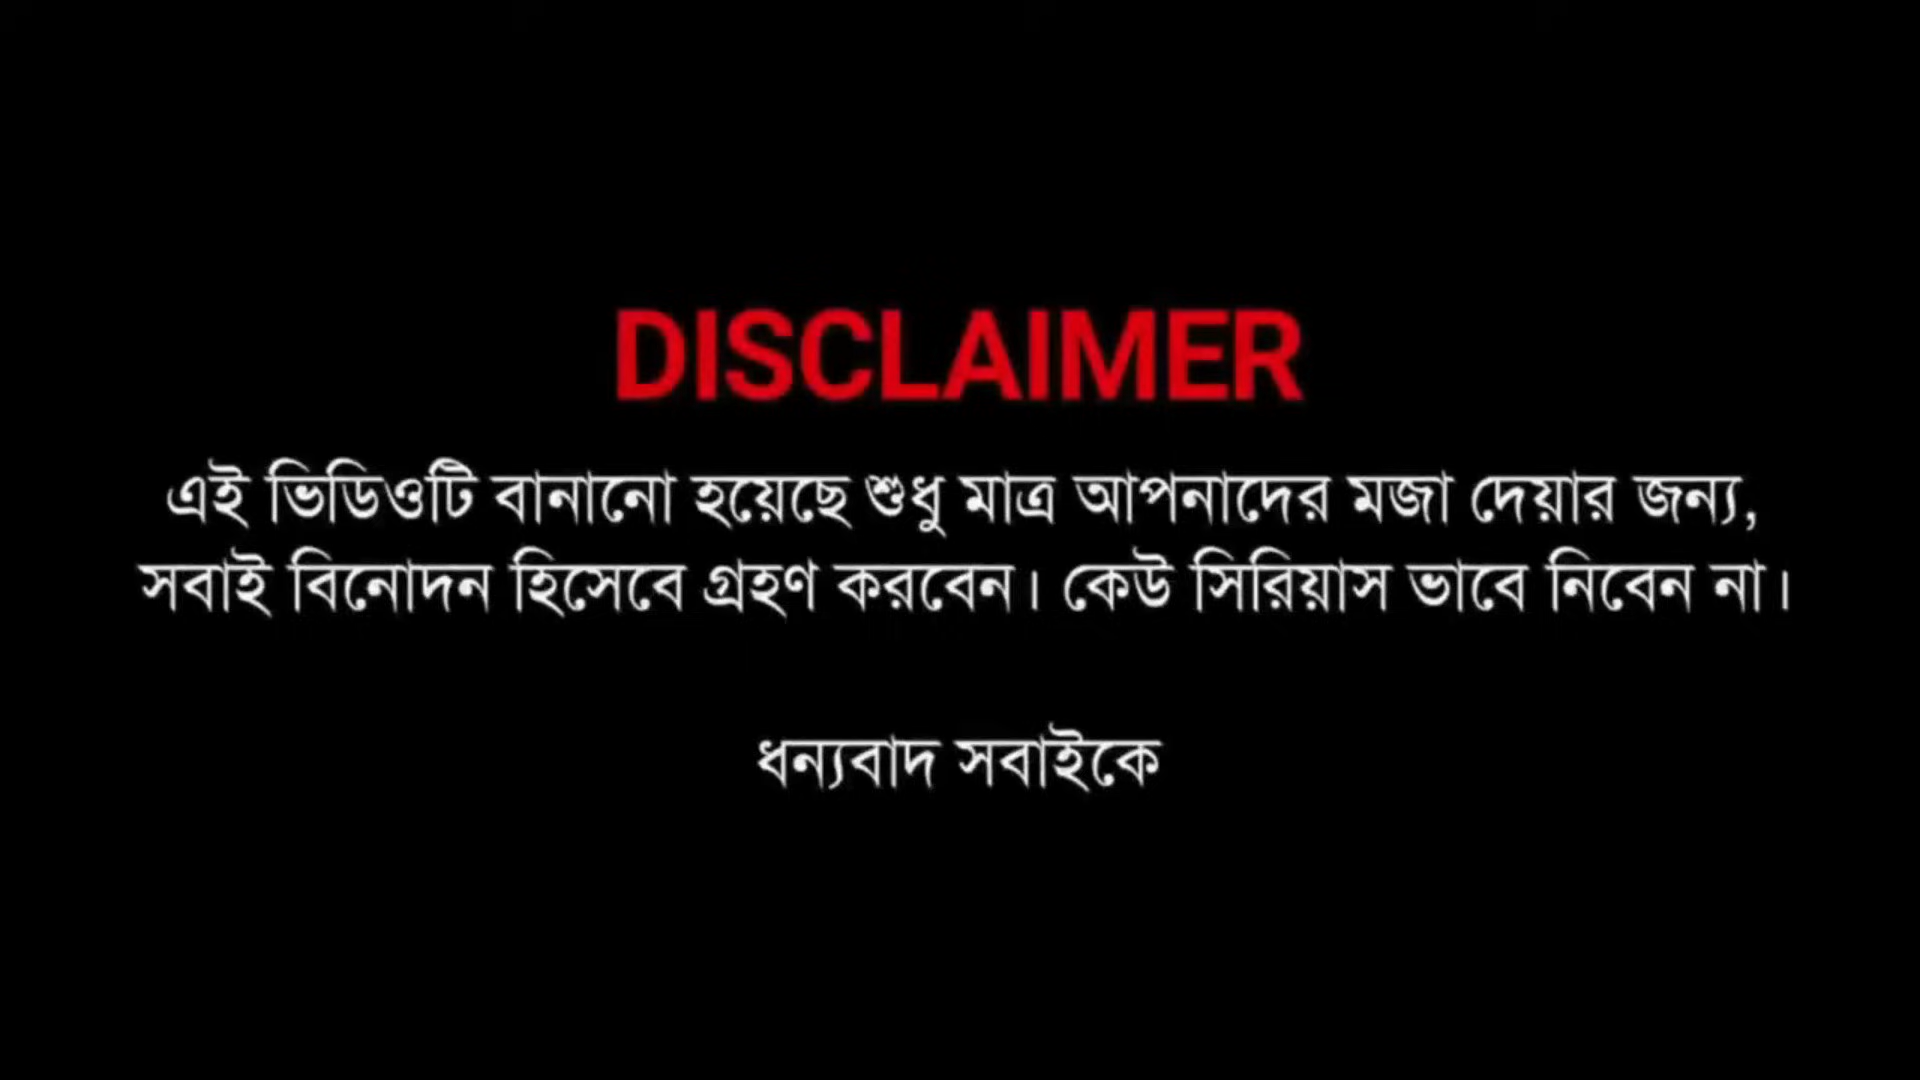 DISCLAIMER
এই ভিডিওটি বানানো হয়েছে শুধু মাত্র আপনাদের মজা দেয়ার জন্য,
সবাই বিনোদন হিসেবে গ্রহণ করবেন। কেউ সিরিয়াস ভাবে নিবেন না।
ধন্যবাদ সবাইকে